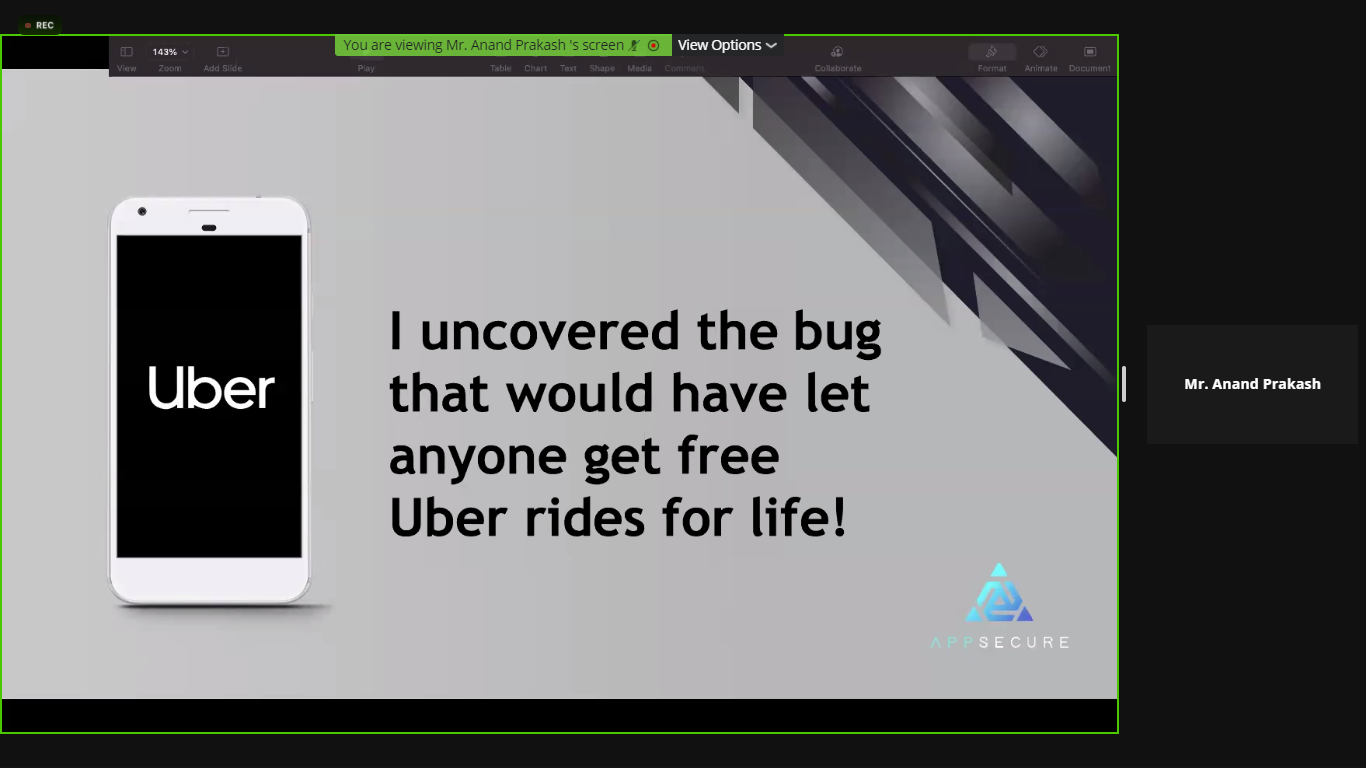 REC
You are viewing Mr. Anand Prakash 's screen
View Options
143%
View
Zoom
Add Slide
Play
Table
Chart
Text
Shape
Media
Comment
Collaborate
Format
Animate
Document
Uber
I uncovered the bug
that would have let
anyone get free
Uber rides for life!
APPSECURE
Mr. Anand Prakash